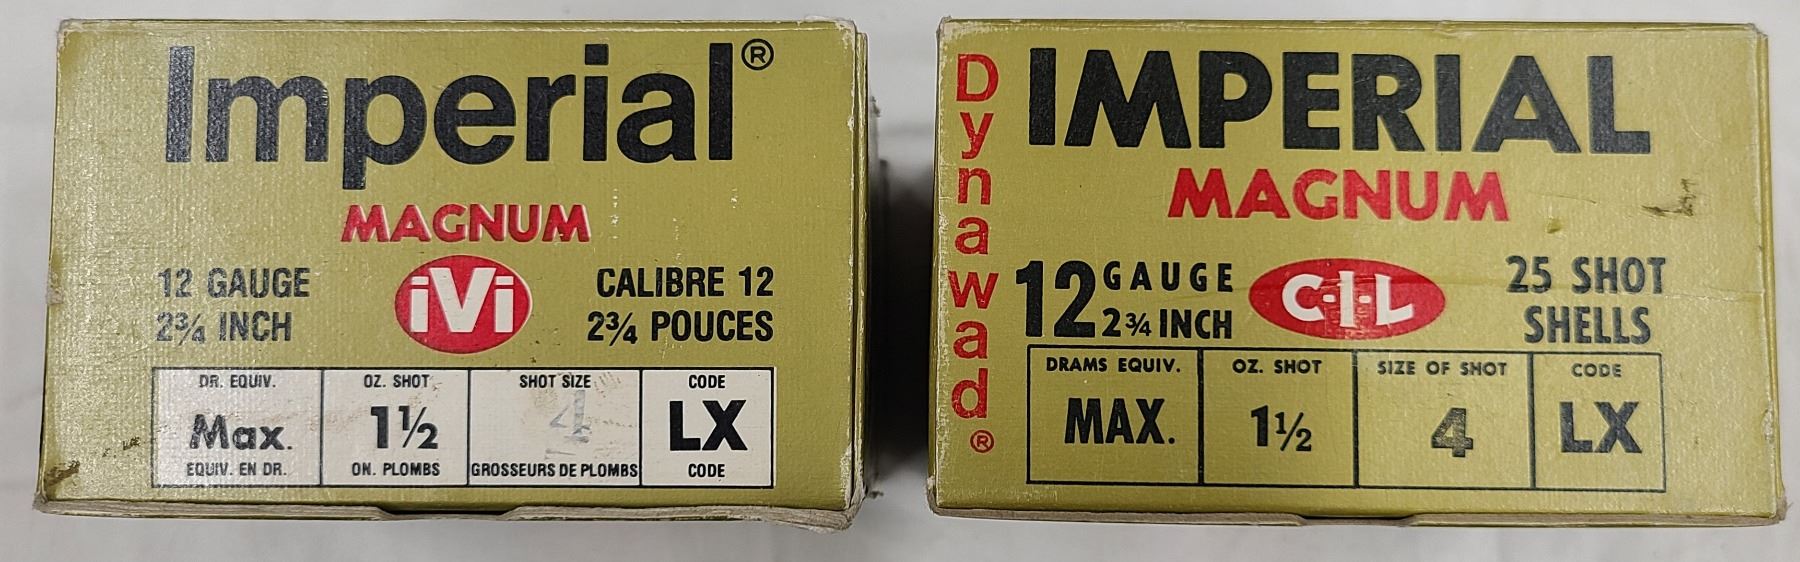 Imperial®
MAGNUM
12 GAUGE
2¾ INCH
iVi
CALIBRE 12
2¾ POUCES
DR. EQUIV.
Max.
EQUIV. EN DR.
OZ. SHOT
1½
ON. PLOMBS
SHOT SIZE
4
GROSSEURS DE PLOMBS
CODE
LX
CODE
Dynawad®
IMPERIAL
MAGNUM
12 GAUGE
2¾ INCH
C-I-L
25 SHOT
SHELLS
DRAMS EQUIV.
MAX.
OZ. SHOT
1½
SIZE OF SHOT
4
CODE
LX